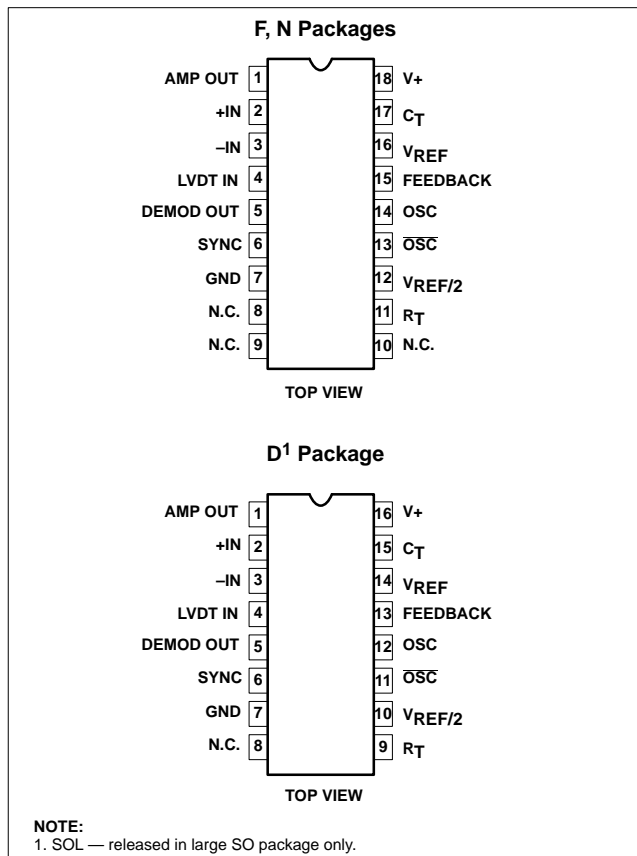 F, N Packages
AMP OUT 1 18 V+
+IN 2 17 CT
–IN 3 16 VREF
LVDT IN 4 15 FEEDBACK
DEMOD OUT 5 14 OSC
SYNC 6 13 O̅S̅C̅
GND 7 12 VREF/2
N.C. 8 11 RT
N.C. 9 10 N.C.
TOP VIEW
D1 Package
AMP OUT 1 16 V+
+IN 2 15 CT
–IN 3 14 VREF
LVDT IN 4 13 FEEDBACK
DEMOD OUT 5 12 OSC
SYNC 6 11 O̅S̅C̅
GND 7 10 VREF/2
N.C. 8 9 RT
TOP VIEW
NOTE:
1. SOL — released in large SO package only.